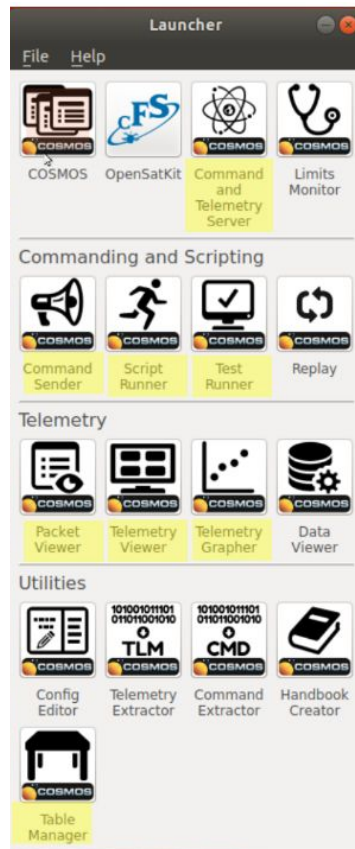 Launcher
File Help
COSMOS COSMOS COSMOS
cFS
COSMOS OpenSatKit Command and Telemetry Server Limits Monitor
Commanding and Scripting
COSMOS COSMOS COSMOS COSMOS
Command Sender Script Runner Test Runner Replay
Telemetry
COSMOS COSMOS COSMOS COSMOS
Packet Viewer Telemetry Viewer Telemetry Grapher Data Viewer
Utilities
101001011101 101001011101
011011001010 011011001010
TLM CMD
COSMOS COSMOS COSMOS COSMOS
Config Editor Telemetry Extractor Command Extractor Handbook Creator
COSMOS
Table Manager